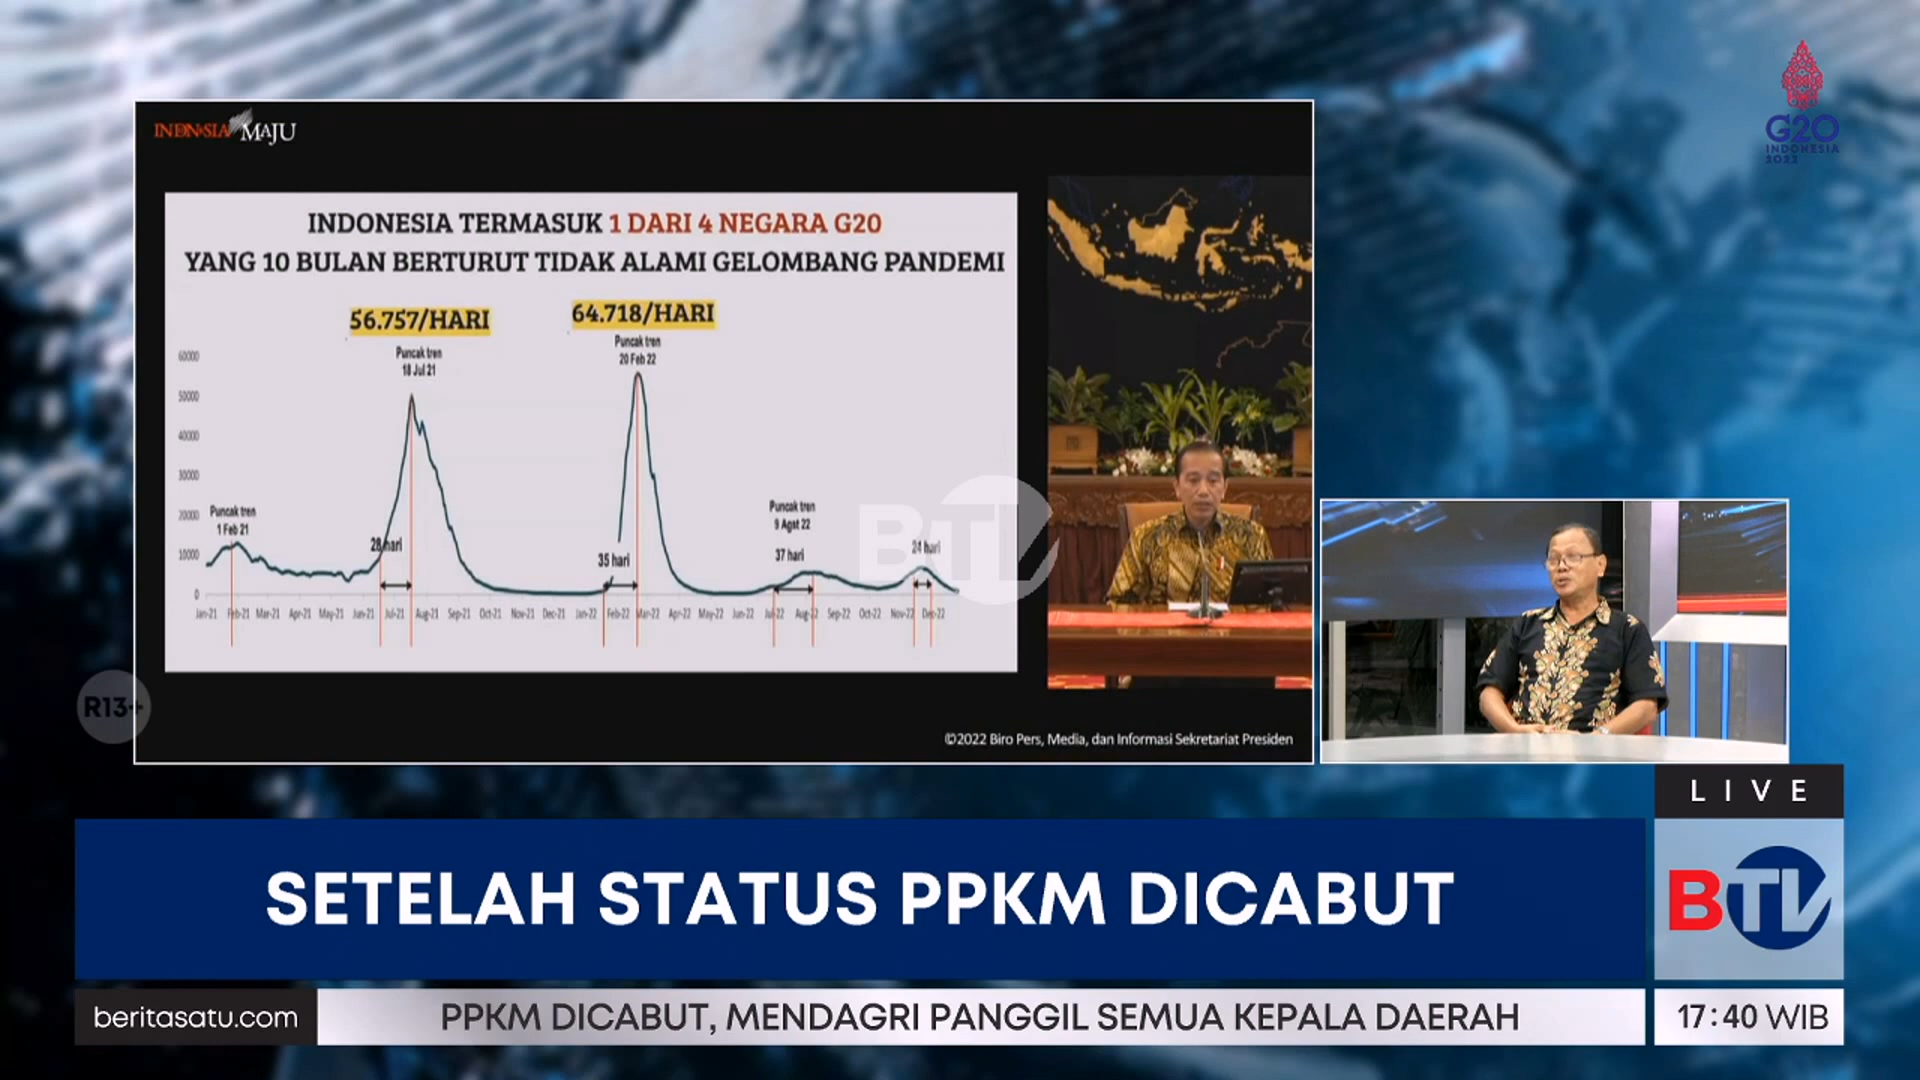 INDONESIA MAJU
G20
INDONESIA
2022
INDONESIA TERMASUK 1 DARI 4 NEGARA G20
YANG 10 BULAN BERTURUT TIDAK ALAMI GELOMBANG PANDEMI
56.757/HARI
64.718/HARI
Puncak tren
18 Jul 21
Puncak tren
20 Feb 22
60000
50000
40000
30000
20000
10000
0
Puncak tren
1 Feb 21
28 hari
35 hari
Puncak tren
9 Agst 22
37 hari
24 hari
Jan-21 Feb-21 Mar-21 Apr-21 May-21 Jun-21 Jul-21 Aug-21 Sep-21 Oct-21 Nov-21 Dec-21 Jan-22 Feb-22 Mar-22 Apr-22 May-22 Jun-22 Jul-22 Aug-22 Sep-22 Oct-22 Nov-22 Dec-22
BTV
R13+
©2022 Biro Pers, Media, dan Informasi Sekretariat Presiden
LIVE
SETELAH STATUS PPKM DICABUT
BTV
beritasatu.com
PPKM DICABUT, MENDAGRI PANGGIL SEMUA KEPALA DAERAH
17:40 WIB